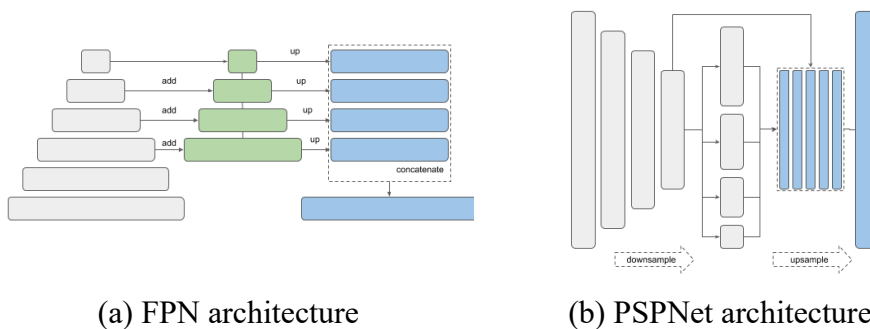 up
add
up
add
up
add
up
concatenate
(a) FPN architecture
downsample
upsample
(b) PSPNet architecture